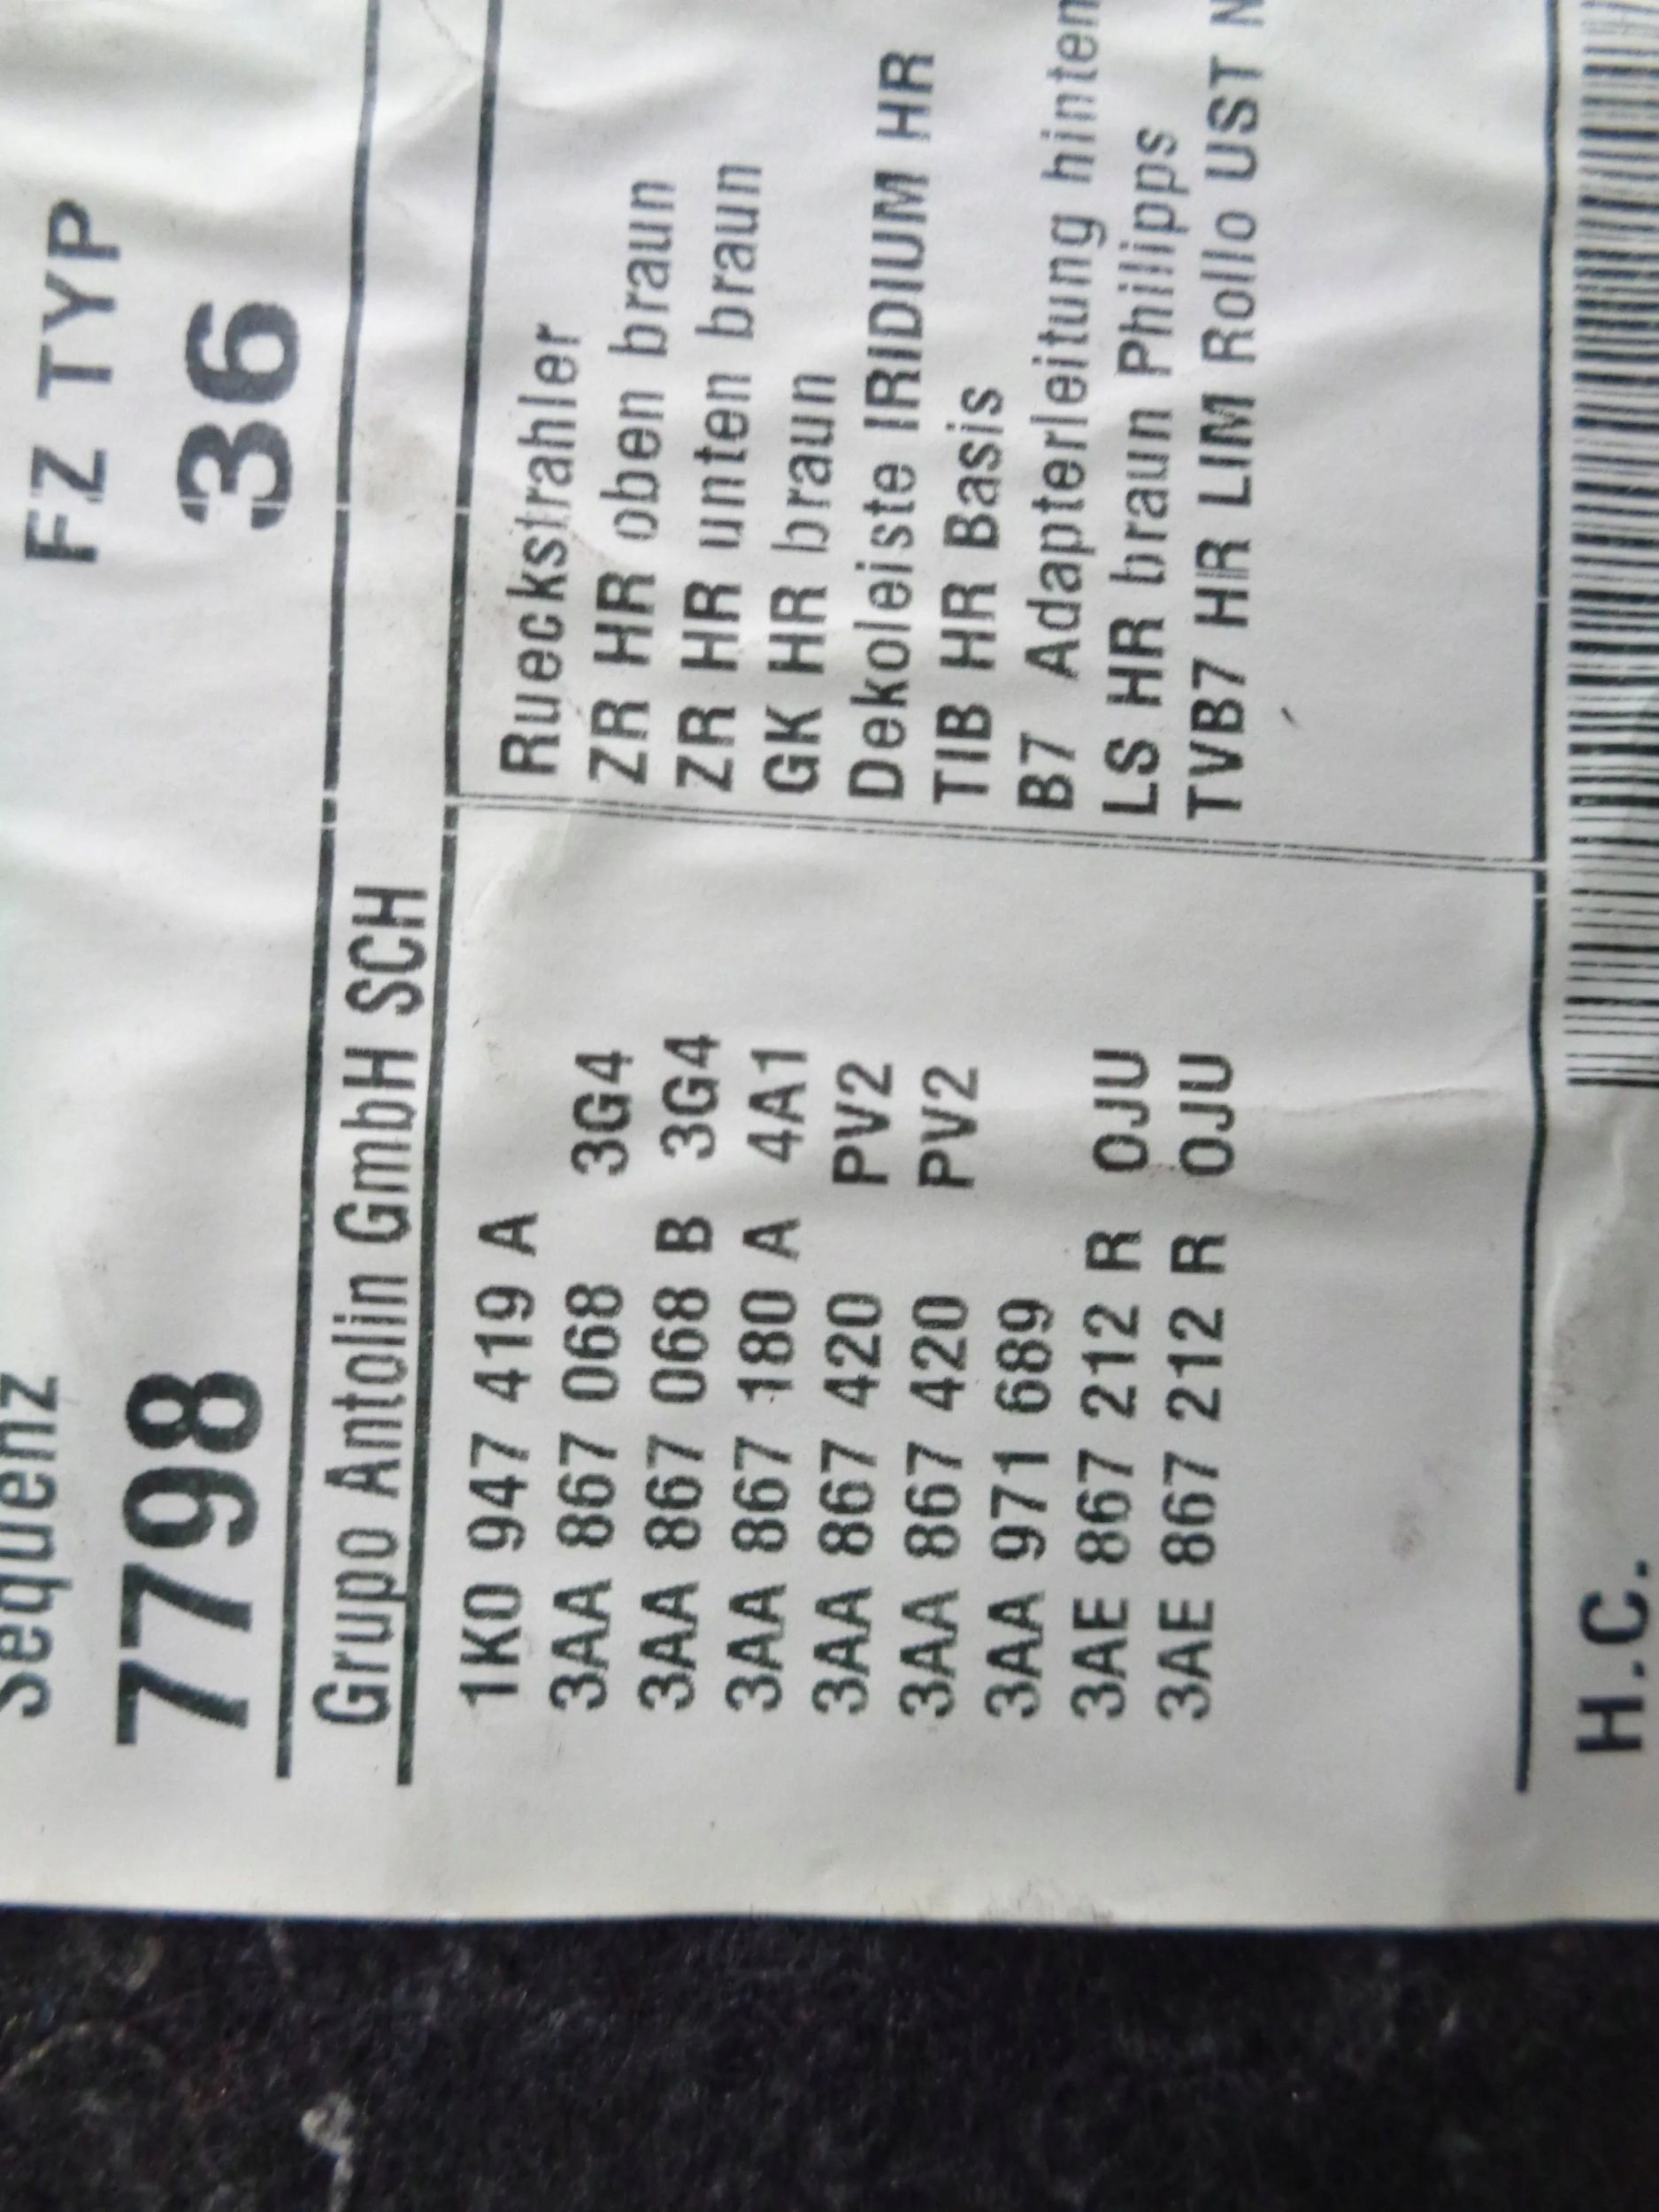 Sequenz FZ TYP
7798 36
Grupo Antolin GmbH SCH
1K0 947 419 A Rueckstrahler
3AA 867 068 3G4 ZR HR oben braun
3AA 867 068 B 3G4 ZR HR unten braun
3AA 867 180 A 4A1 GK HR braun
3AA 867 420 PV2 Dekoleiste IRIDIUM HR
3AA 867 420 PV2 TIB HR Basis
3AA 971 689 B7 Adapterleitung hinten
3AE 867 212 R OJU LS HR braun Philipps
3AE 867 212 R OJU TVB7 HR LIM Rollo UST N
H.C.